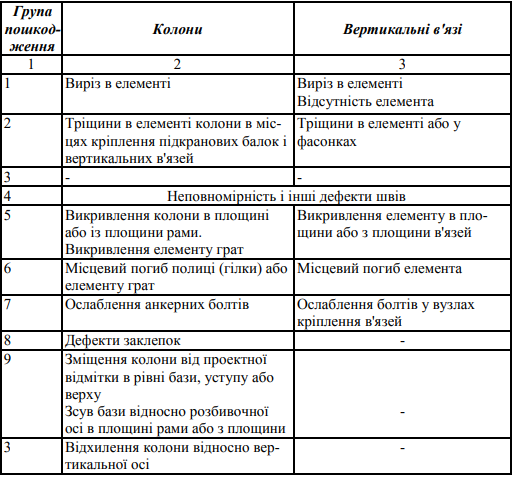 Група
пошкод-
ження
Колони
Вертикальні в'язі
1
2
3
1
Виріз в елементі
Виріз в елементі
Відсутність елемента
2
Тріщини в елементі колони в міс-
цях кріплення підкранових балок і
вертикальних в'язей
Тріщини в елементі або у
фасонках
3
-
-
4
Неповномірність і інші дефекти швів
5
Викривлення колони в площині
або із площини рами.
Викривлення елементу грат
Викривлення елементу в пло-
щини або з площини в'язей
6
Місцевий погиб полиці (гілки) або
елементу грат
Місцевий погиб елемента
7
Ослаблення анкерних болтів
Ослаблення болтів у вузлах
кріплення в'язей
8
Дефекти заклепок
-
9
Зміщення колони від проектної
відмітки в рівні бази, уступу або
верху
Зсув бази відносно розбивочної
осі в площині рами або з площини
-
3
Відхилення колони відносно вер-
тикальної осі
-